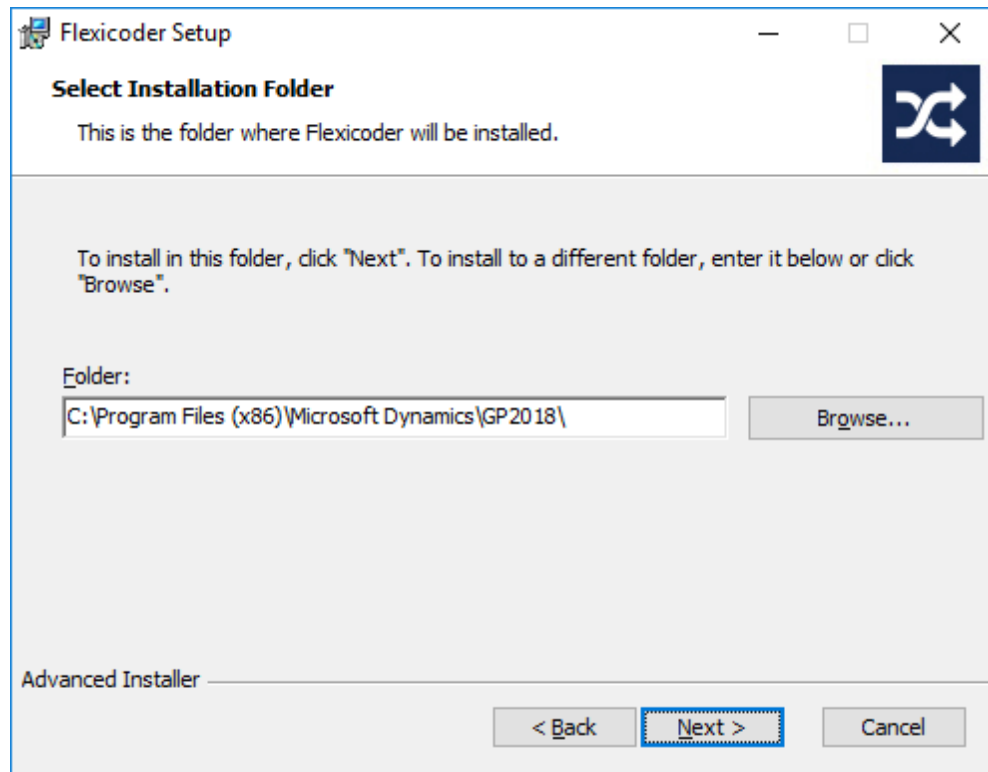 Flexicoder Setup
Select Installation Folder
This is the folder where Flexicoder will be installed.
To install in this folder, click "Next". To install to a different folder, enter it below or click
"Browse".
Folder:
C:\Program Files (x86)\Microsoft Dynamics\GP2018\
Browse...
Advanced Installer
< Back
Next >
Cancel